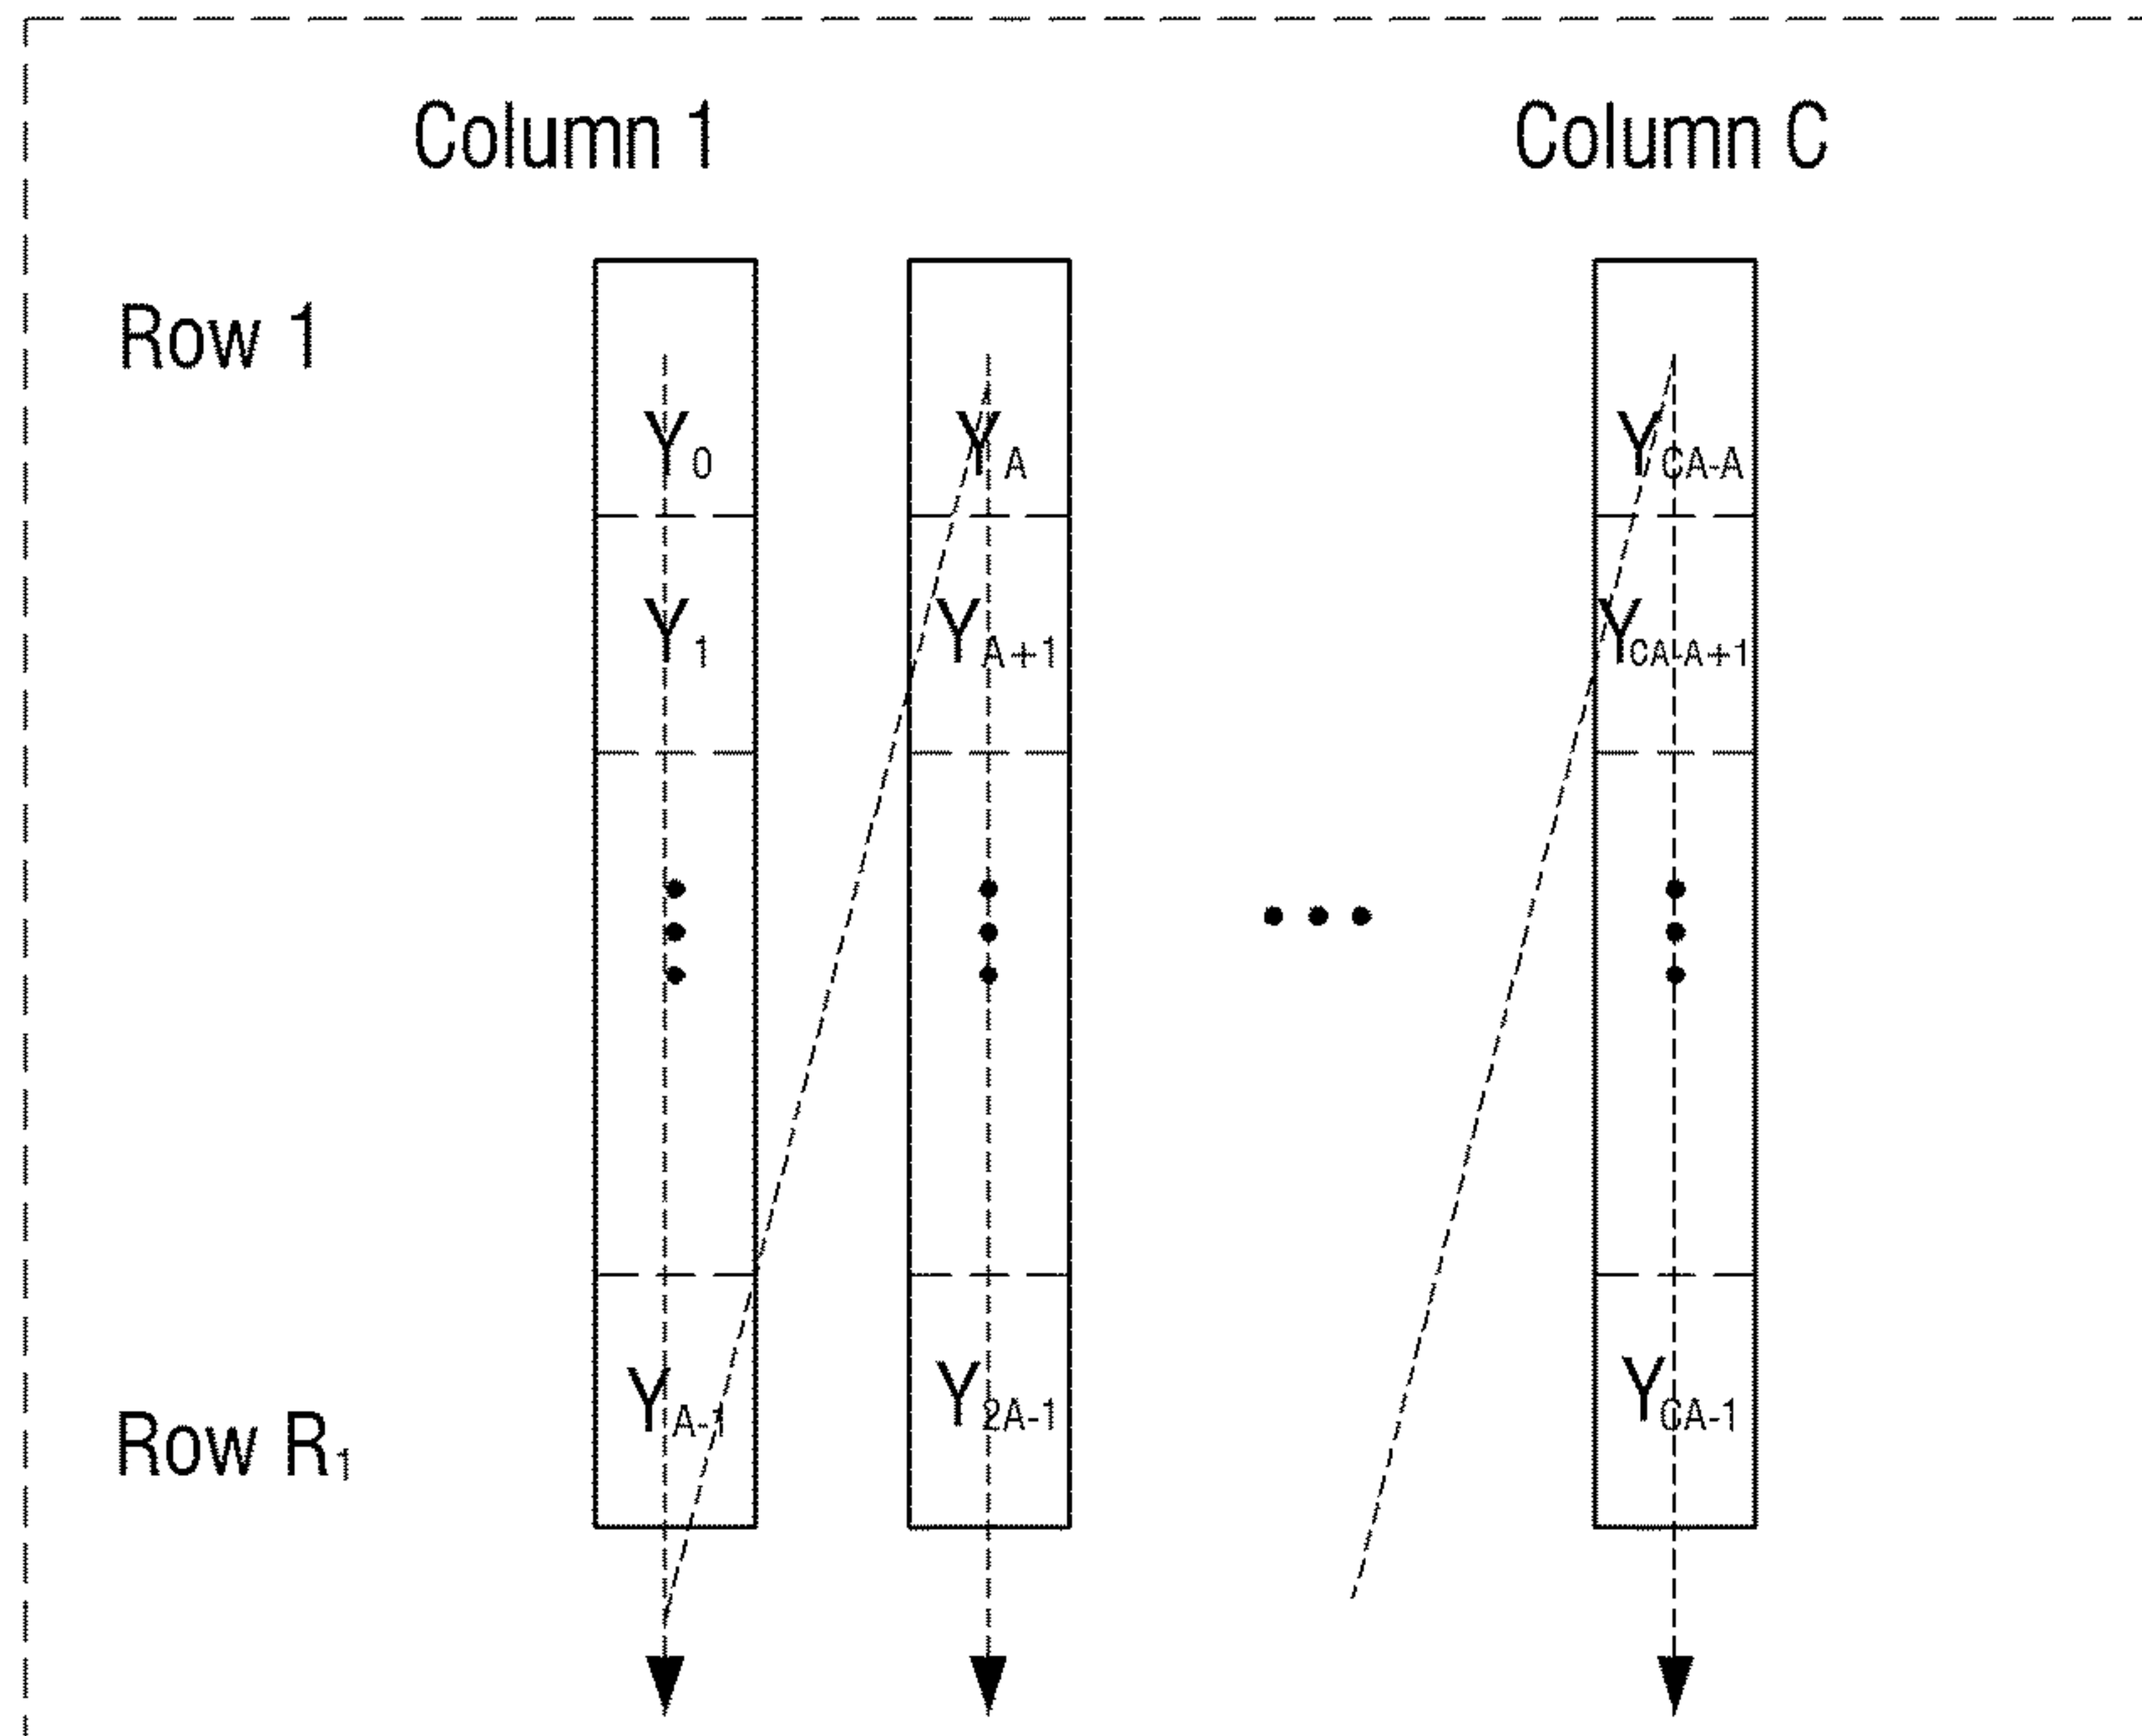 Column 1 Column C
Row 1
Y0 YA YCA-A
Y1 YA+1 YCA-A+1
YA-1 Y2A-1 YCA-1
Row R1